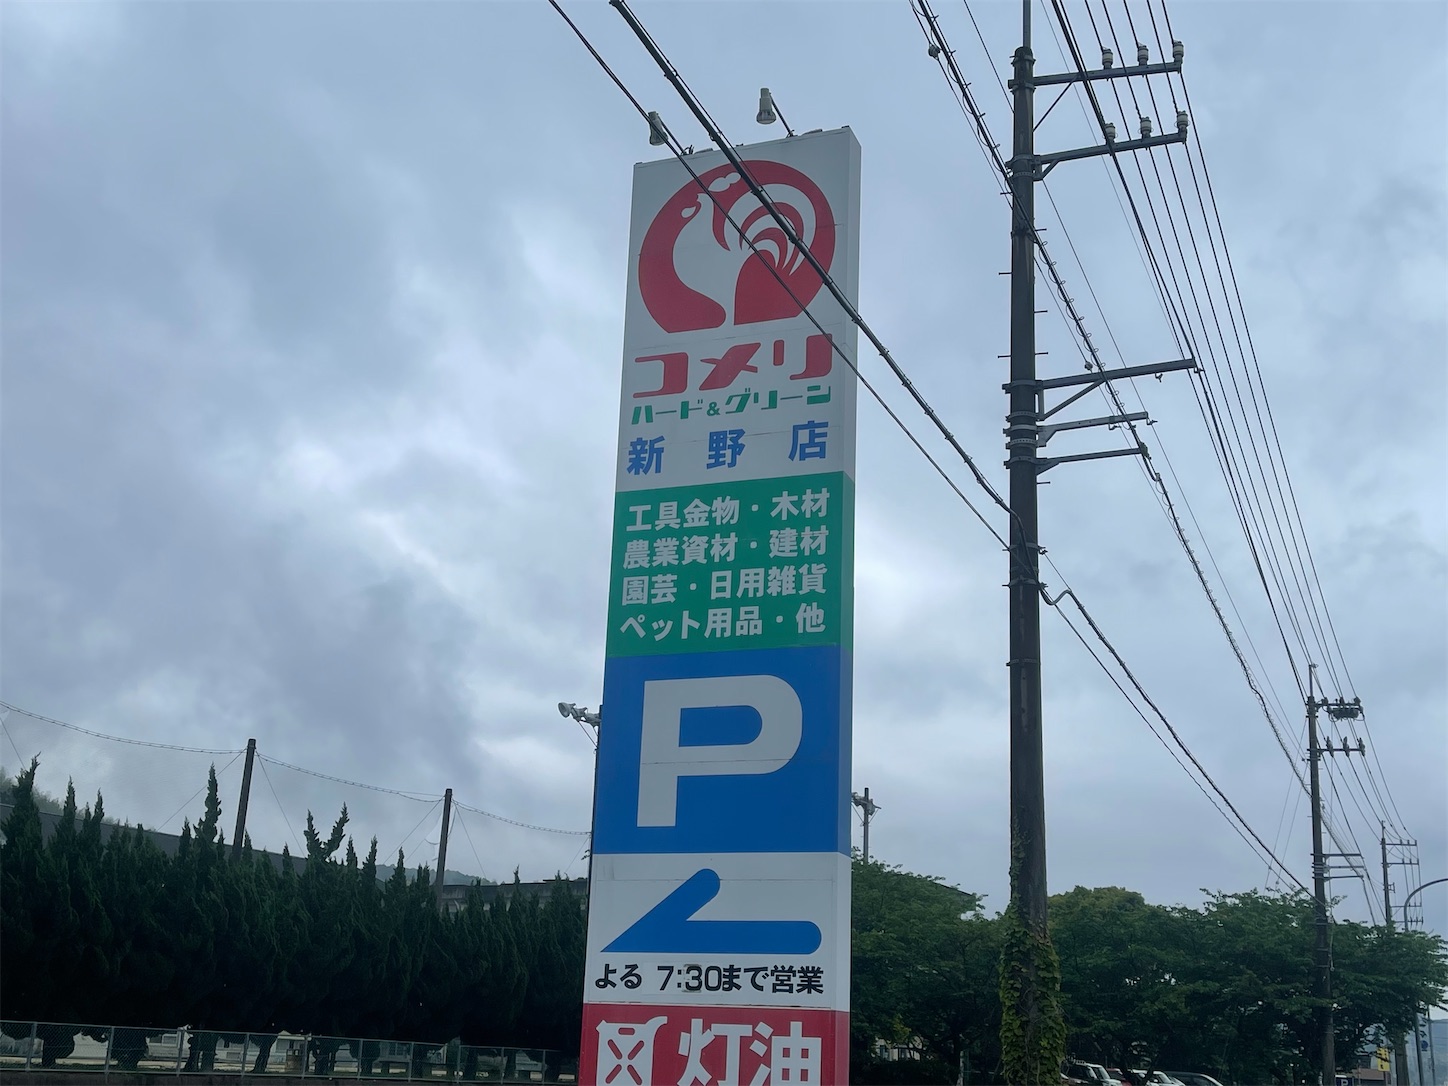 コメリ
ハード&グリーン
新野店
工具金物・木材
農業資材・建材
園芸・日用雑貨
ペット用品・他
P
よる 7:30まで営業
灯油